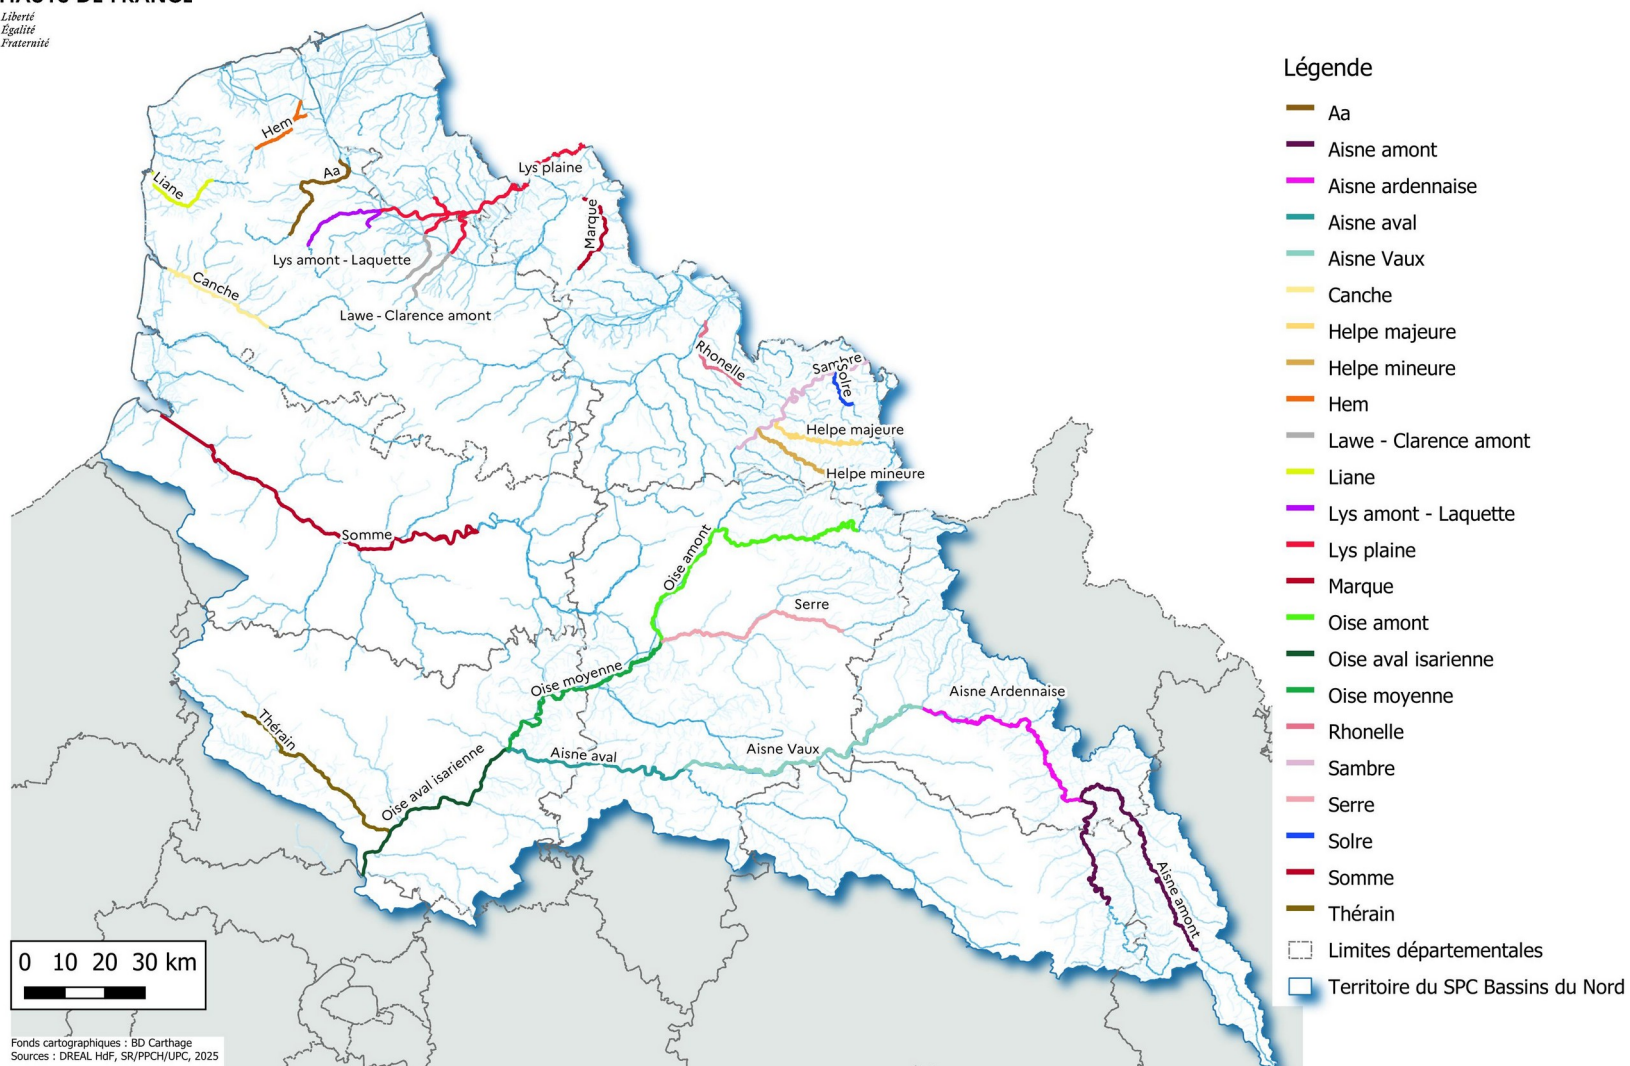 HAUTS-DE-FRANCE
Liberté
Égalité
Fraternité
Hem
Aa
Liane
Lys plaine
Marque
Lys amont - Laquette
Canche
Lawe - Clarence amont
Rhonelle
Sambre
Solre
Helpe majeure
Helpe mineure
Somme
Oise amont
Serre
Oise moyenne
Aisne Ardennaise
Thérain
Oise aval isarienne
Aisne aval
Aisne Vaux
Aisne amont
Légende
Aa
Aisne amont
Aisne ardennaise
Aisne aval
Aisne Vaux
Canche
Helpe majeure
Helpe mineure
Hem
Lawe - Clarence amont
Liane
Lys amont - Laquette
Lys plaine
Marque
Oise amont
Oise aval isarienne
Oise moyenne
Rhonelle
Sambre
Serre
Solre
Somme
Thérain
Limites départementales
Territoire du SPC Bassins du Nord
0 10 20 30 km
Fonds cartographiques : BD Carthage
Sources : DREAL HdF, SR/PPCH/UPC, 2025